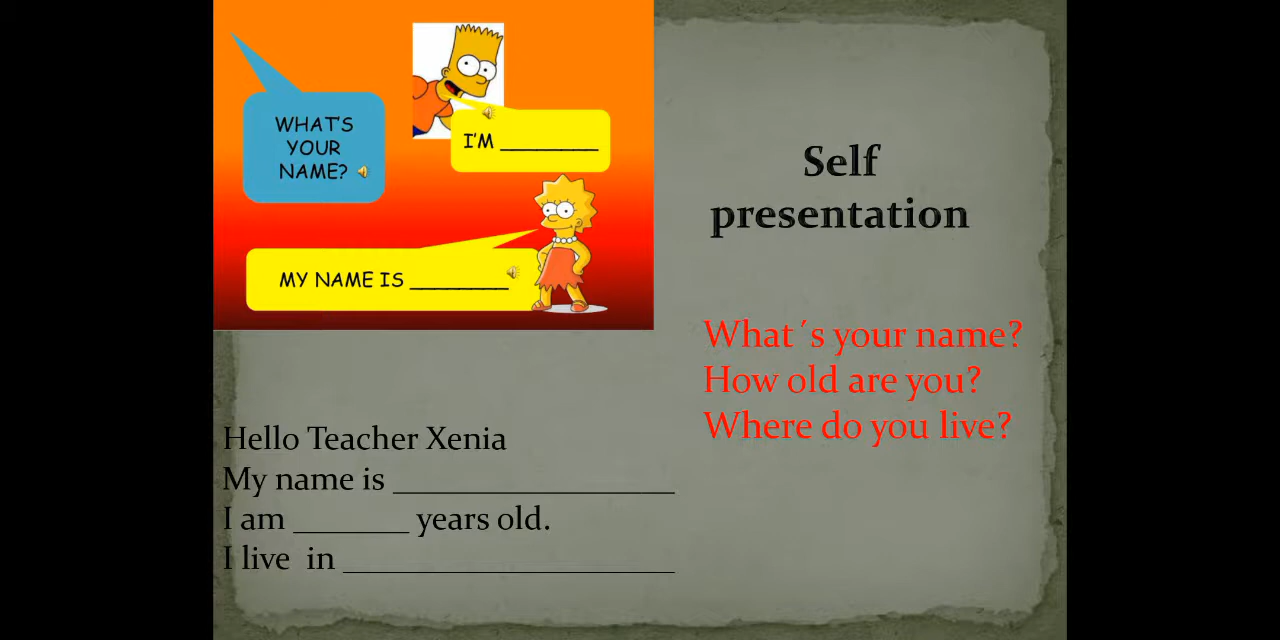 WHAT'S
YOUR
NAME?
I'M ________
MY NAME IS ________
Self
presentation
What´s your name?
How old are you?
Where do you live?
Hello Teacher Xenia
My name is _________________
I am _______ years old.
I live  in ____________________